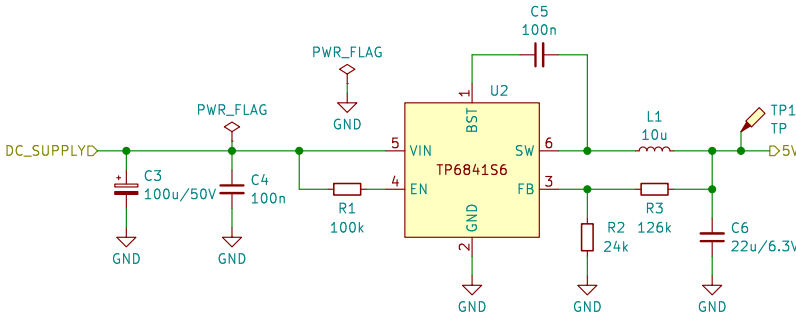 C5
100n
PWR_FLAG
GND
1
U2
BST
PWR_FLAG
L1
10u
TP1
TP
DC_SUPPLY
5
VIN
SW
6
5V
TP6841S6
C3
100u/50V
C4
100n
4
EN
FB
3
R1
100k
R3
126k
GND
2
R2
24k
C6
22u/6.3V
GND
GND
GND
GND
GND